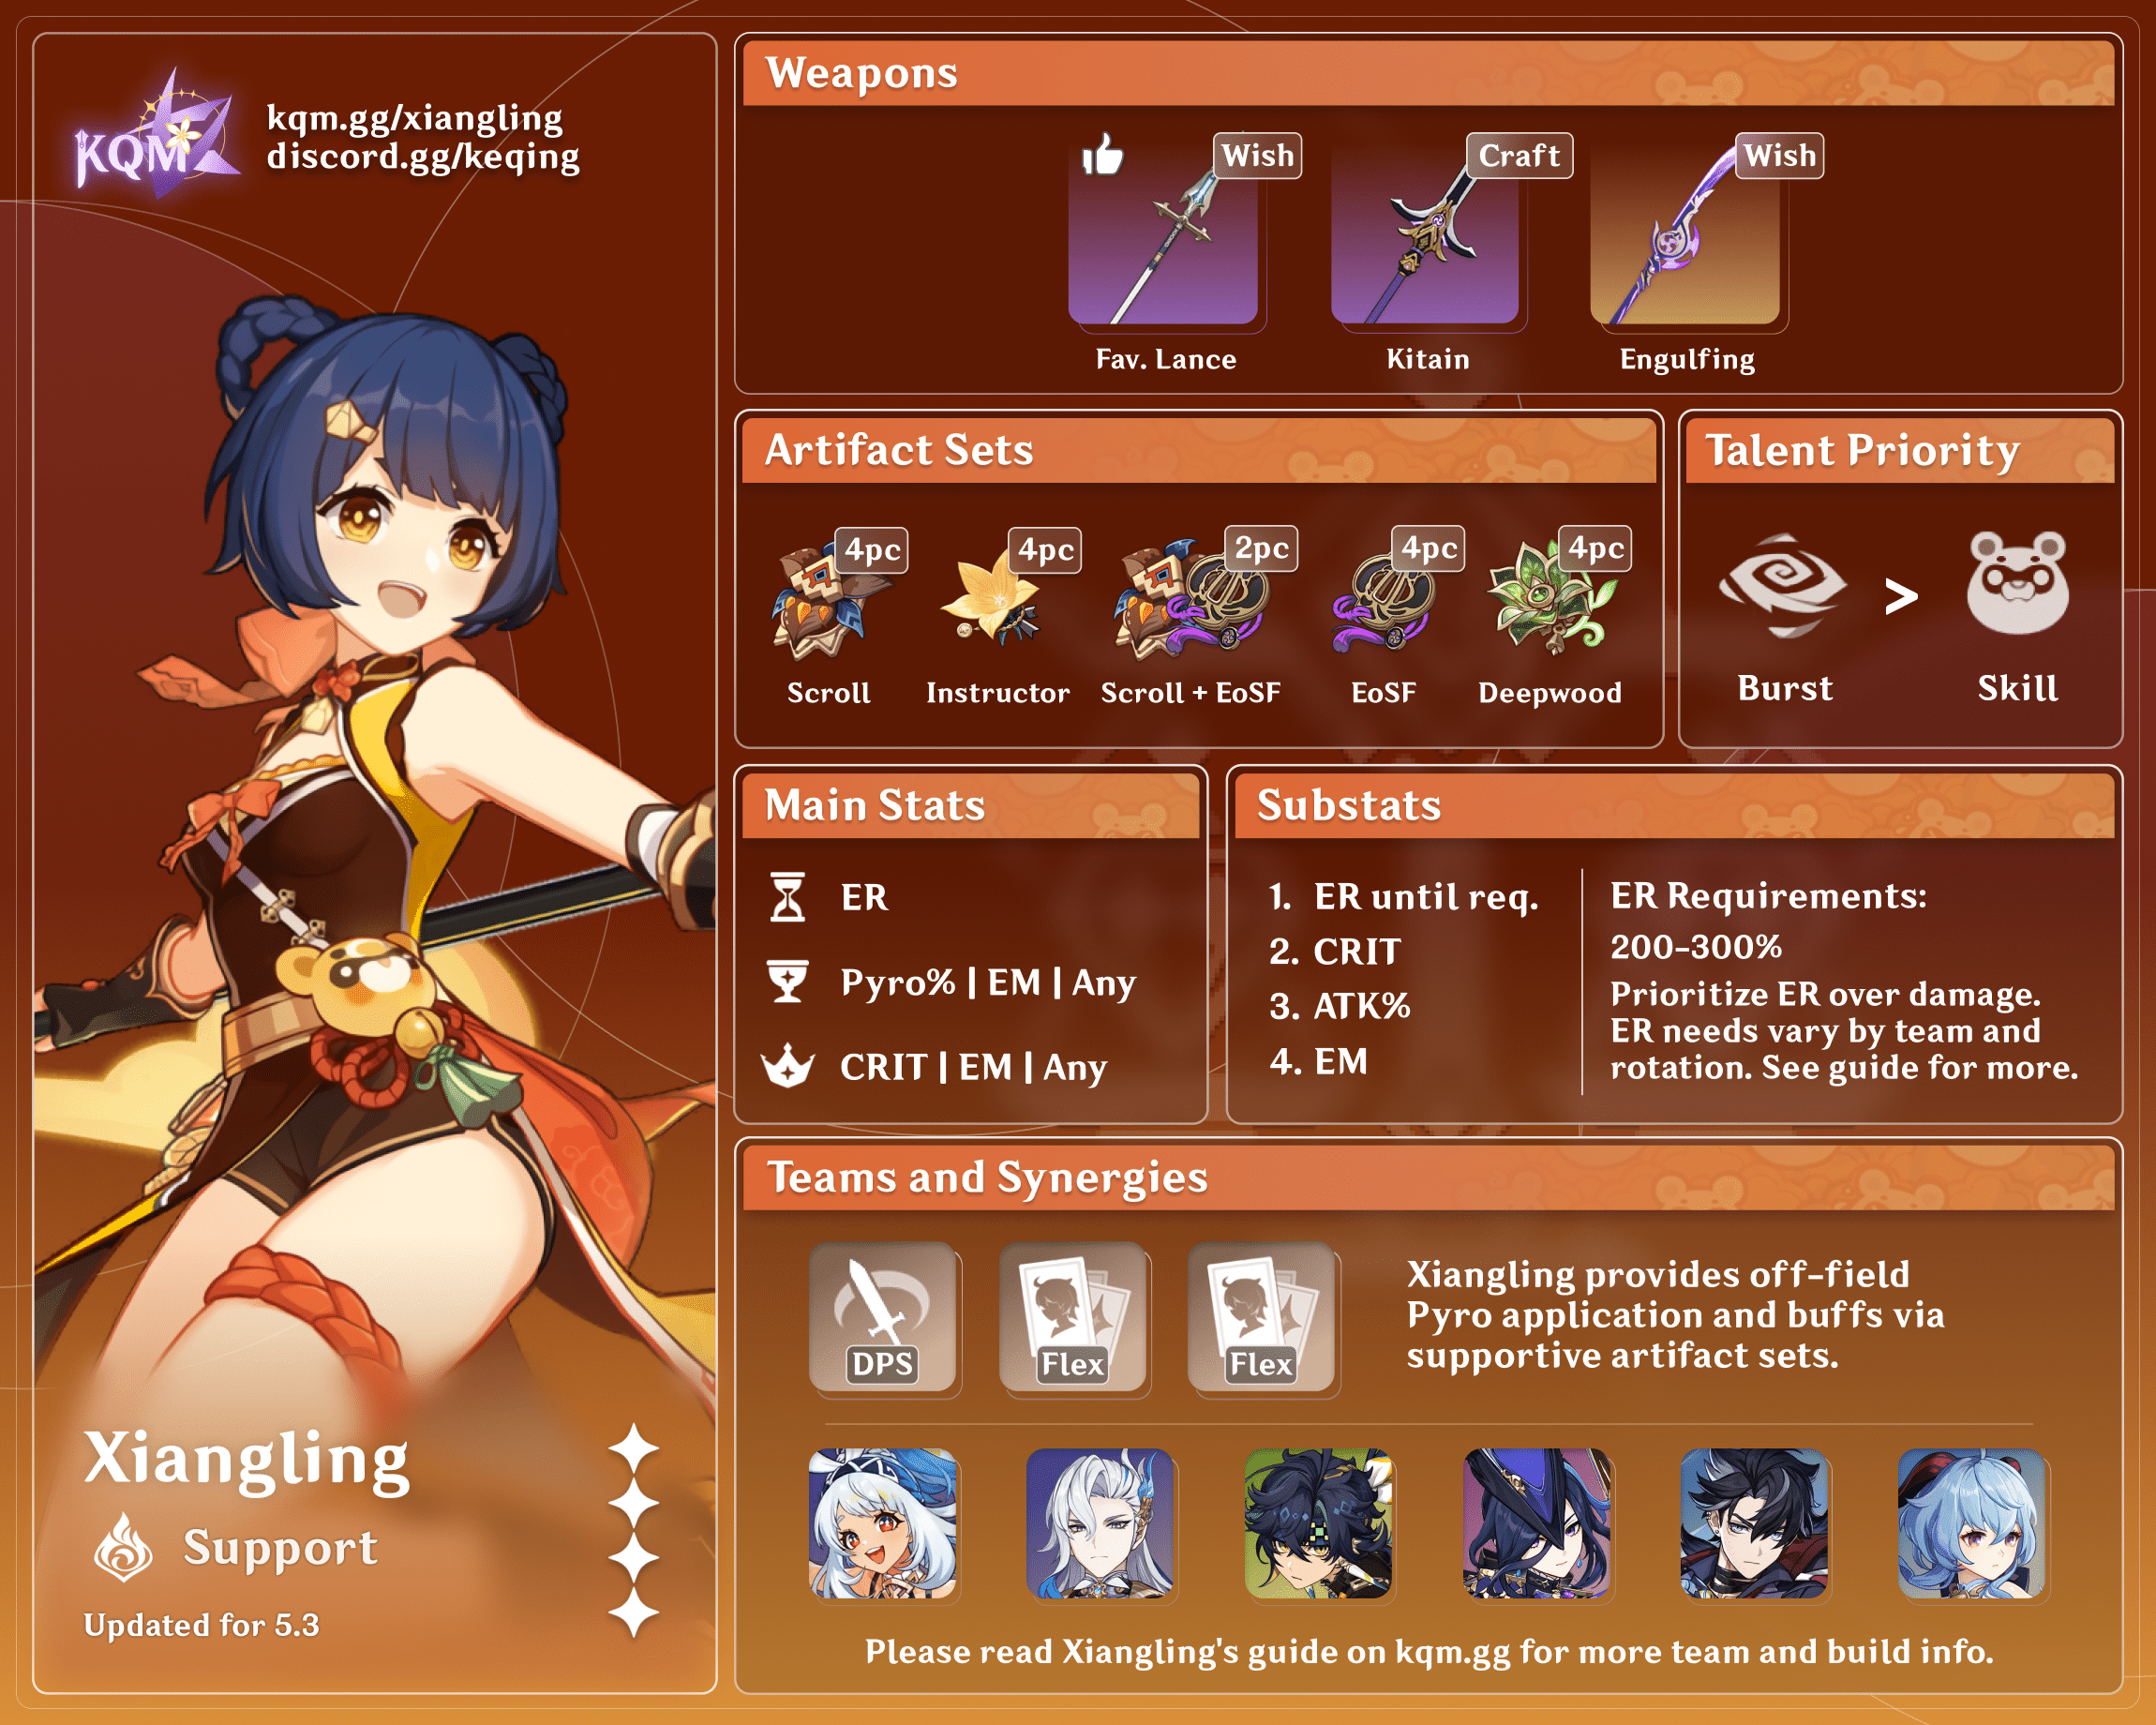 KQM
kqm.gg/xiangling
discord.gg/keqing
Xiangling
Support
Updated for 5.3
Weapons
Wish
Craft
Wish
Fav. Lance
Kitain
Engulfing
Artifact Sets
4pc
4pc
2pc
4pc
4pc
Scroll
Instructor
Scroll + EoSF
EoSF
Deepwood
Talent Priority
>
Burst
Skill
Main Stats
ER
Pyro% | EM | Any
CRIT | EM | Any
Substats
1. ER until req.
2. CRIT
3. ATK%
4. EM
ER Requirements:
200-300%
Prioritize ER over damage.
ER needs vary by team and
rotation. See guide for more.
Teams and Synergies
DPS
Flex
Flex
Xiangling provides off-field
Pyro application and buffs via
supportive artifact sets.
Please read Xiangling's guide on kqm.gg for more team and build info.